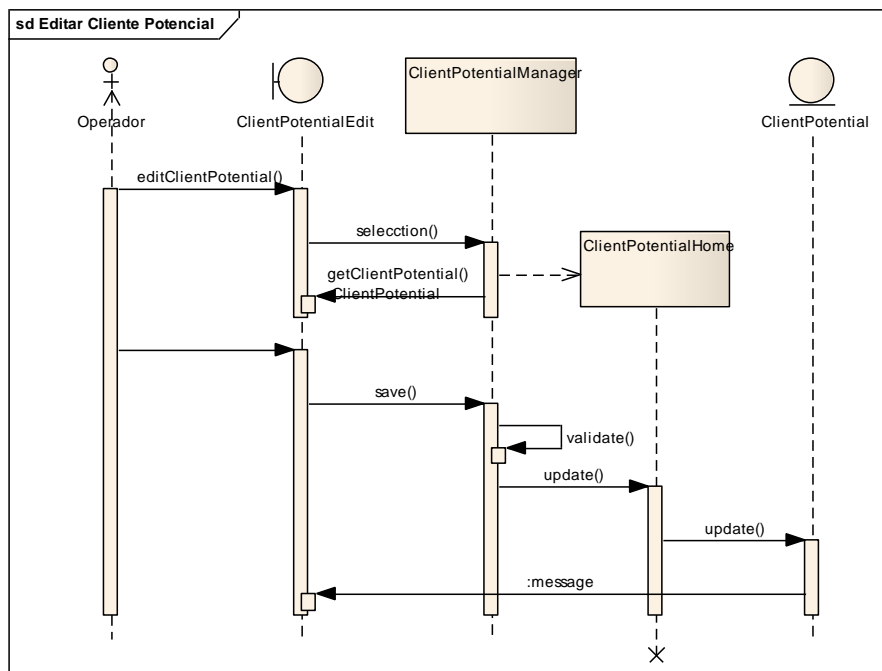 sd Editar Cliente Potencial
Operador
ClientPotentialEdit
ClientPotentialManager
ClientPotential
editClientPotential()
selecction()
ClientPotentialHome
getClientPotential()
:ClientPotential
save()
validate()
update()
update()
:message